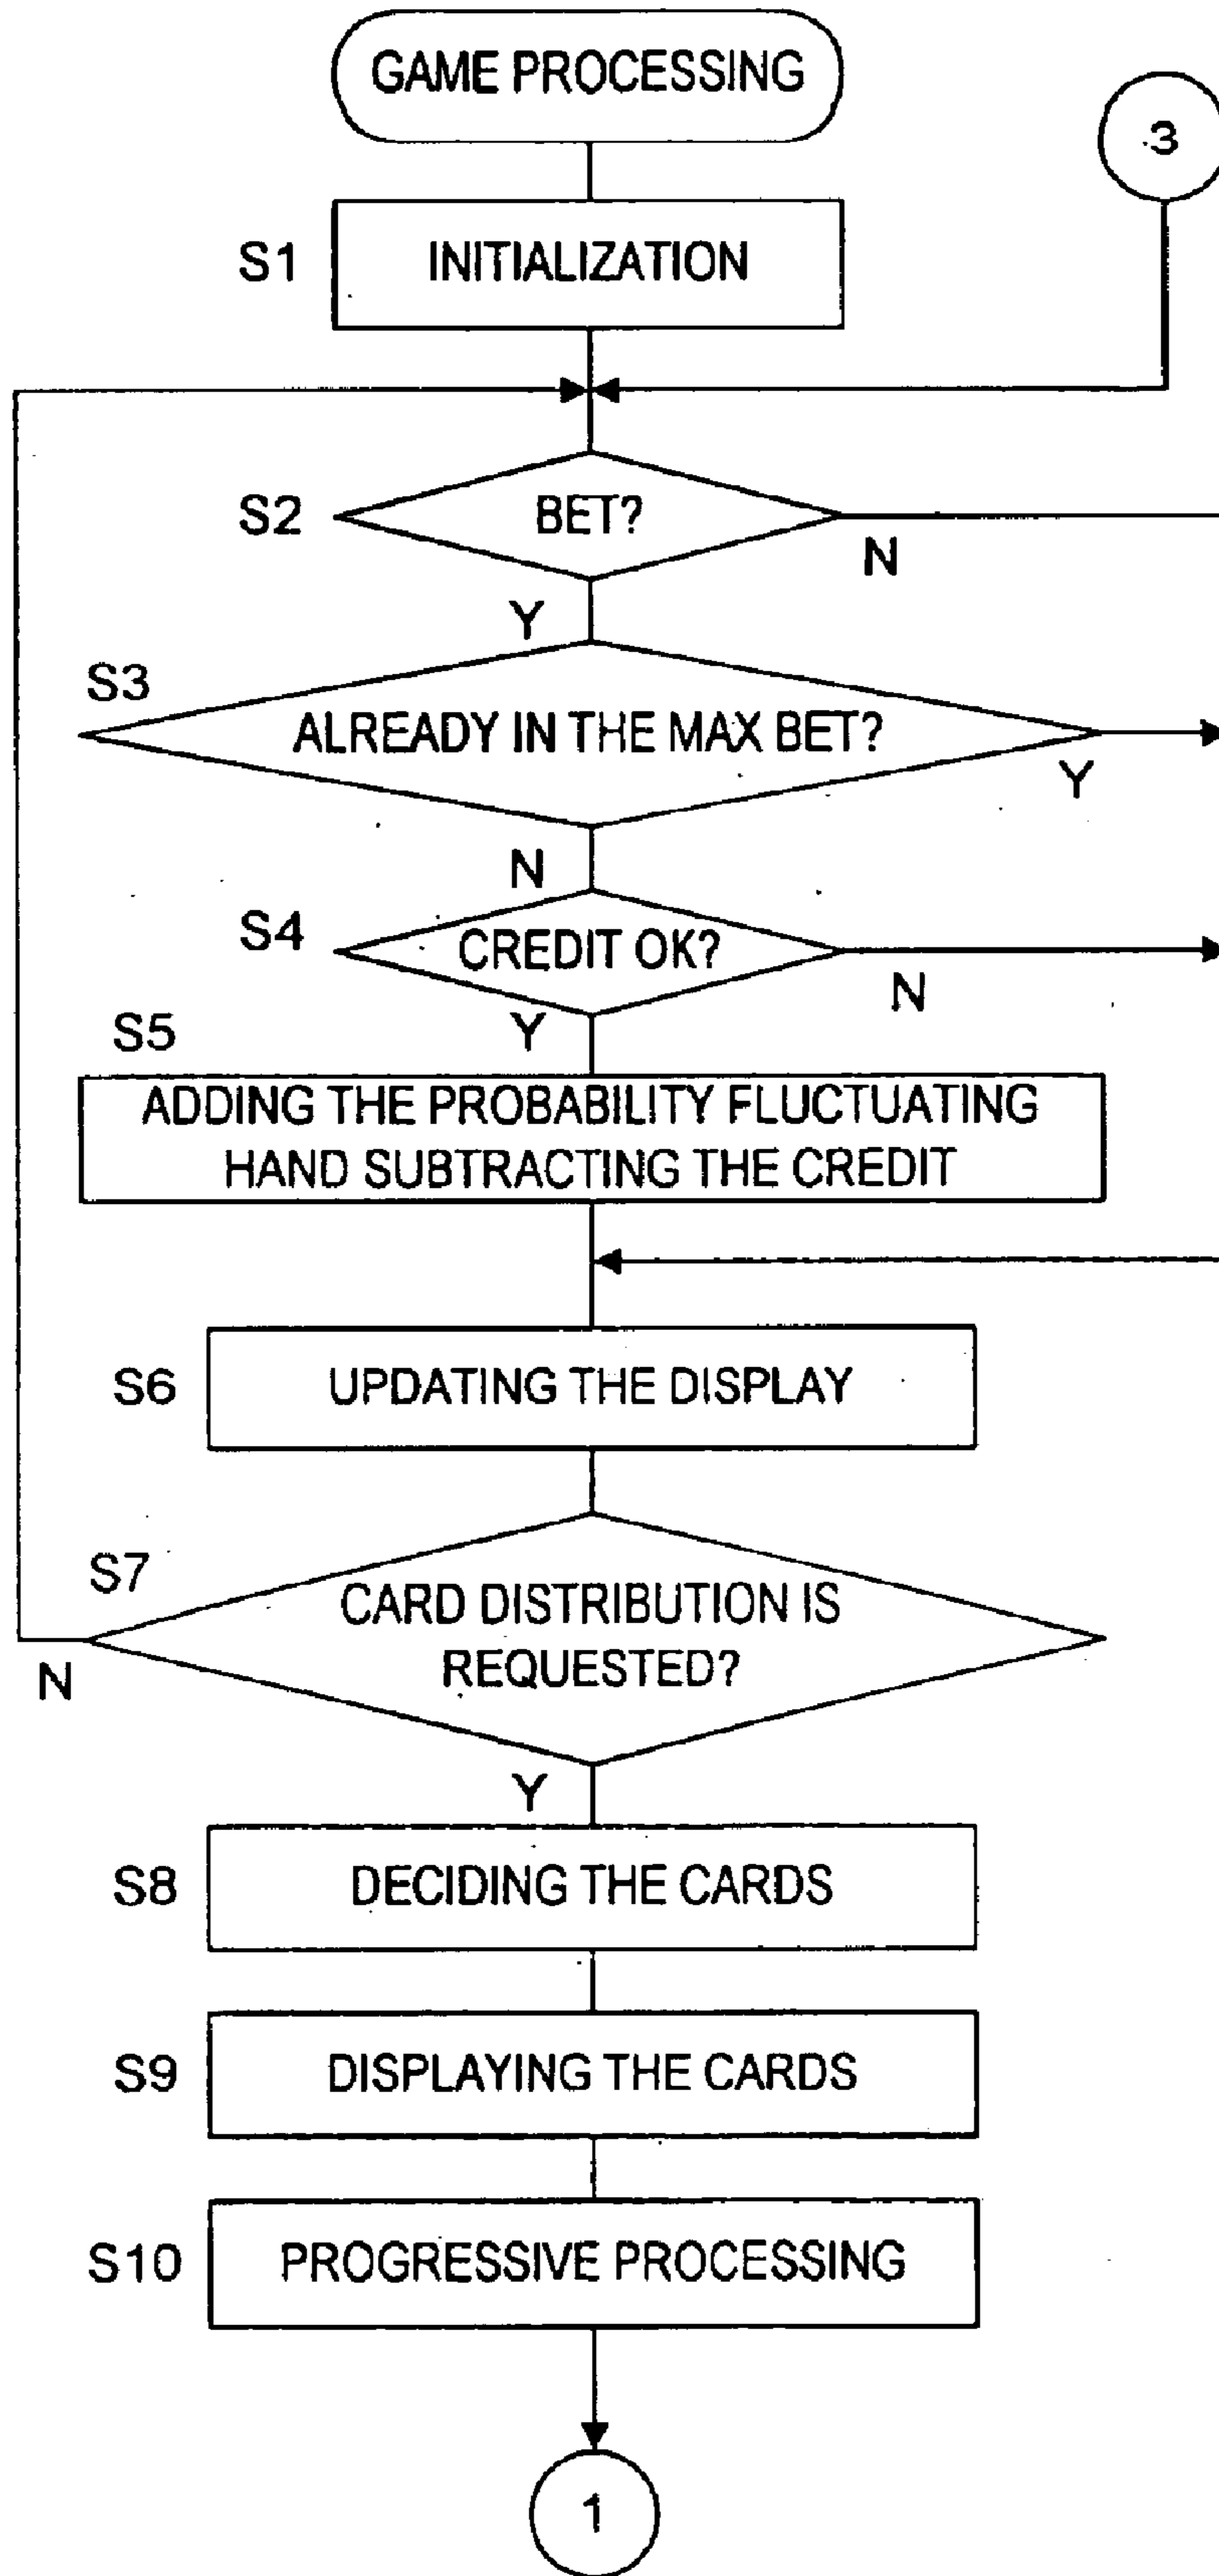 GAME PROCESSING
3
S1
INITIALIZATION
S2
BET?
N
Y
S3
ALREADY IN THE MAX BET?
Y
N
S4
CREDIT OK?
N
Y
S5
ADDING THE PROBABILITY FLUCTUATING
HAND SUBTRACTING THE CREDIT
S6
UPDATING THE DISPLAY
S7
CARD DISTRIBUTION IS
REQUESTED?
N
Y
S8
DECIDING THE CARDS
S9
DISPLAYING THE CARDS
S10
PROGRESSIVE PROCESSING
1